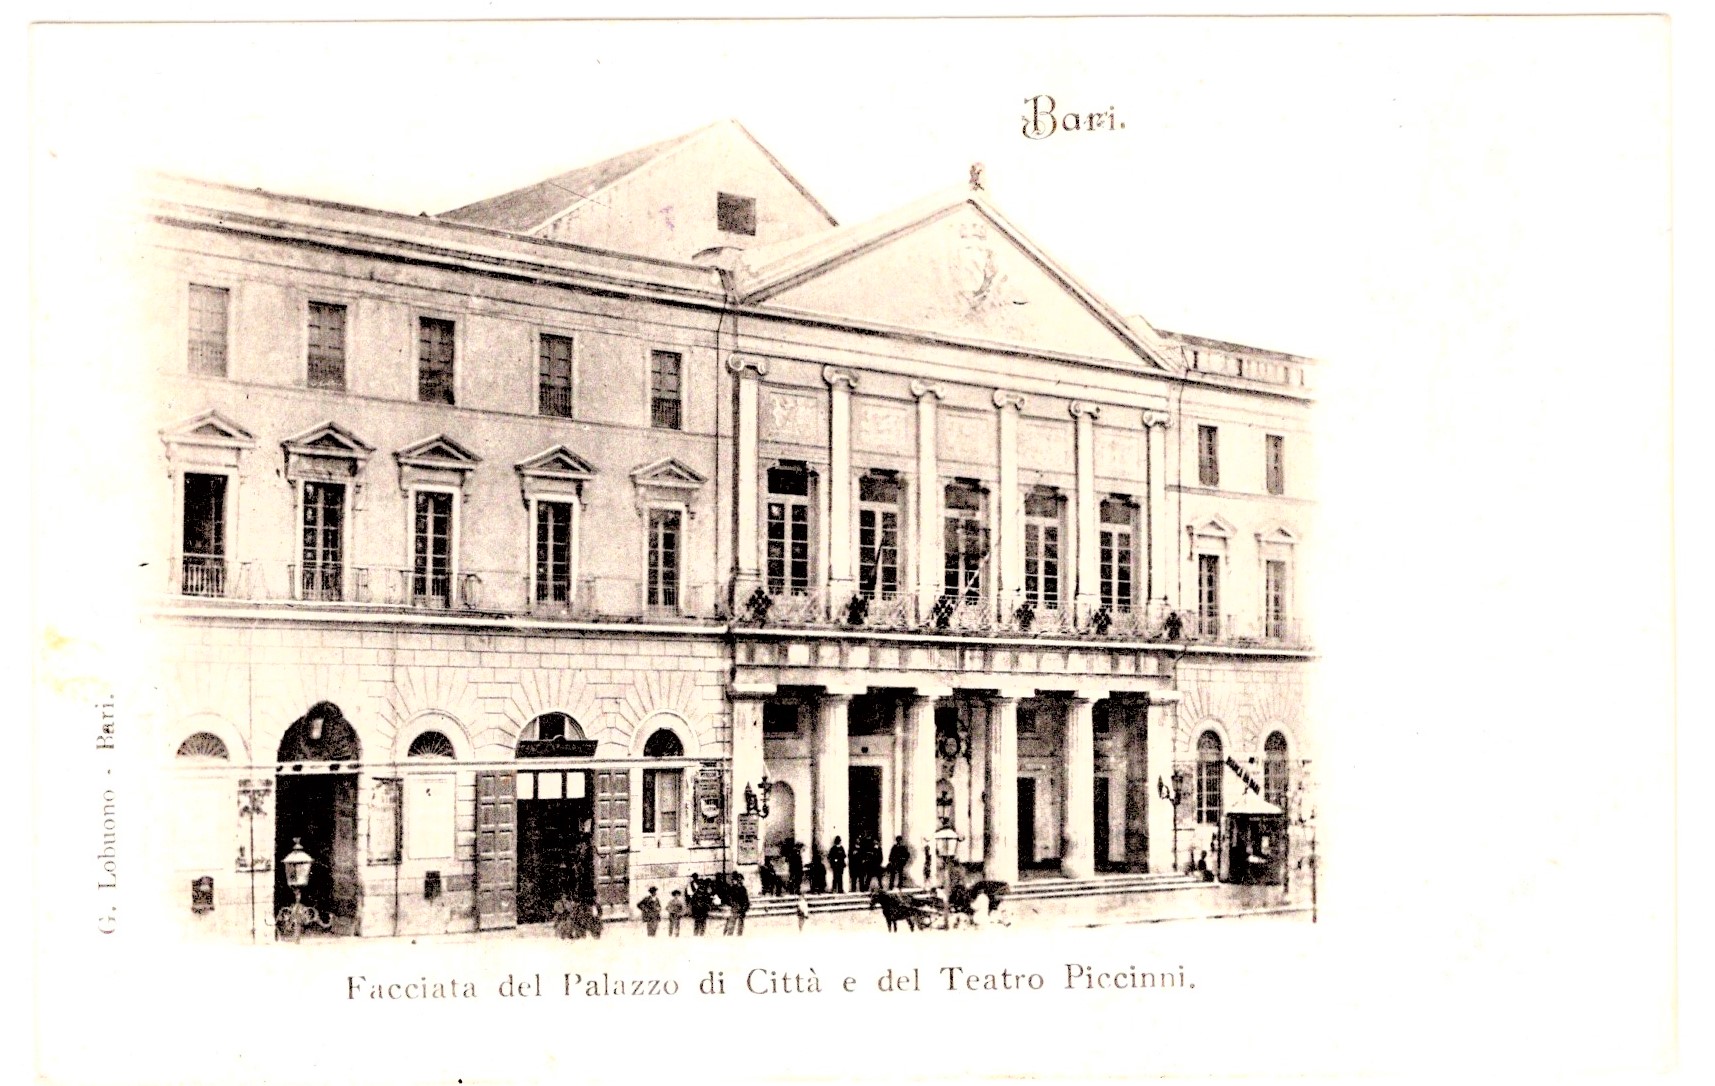 Bari.
G. Lobuono - Bari.
Facciata del Palazzo di Città e del Teatro Piccinni.